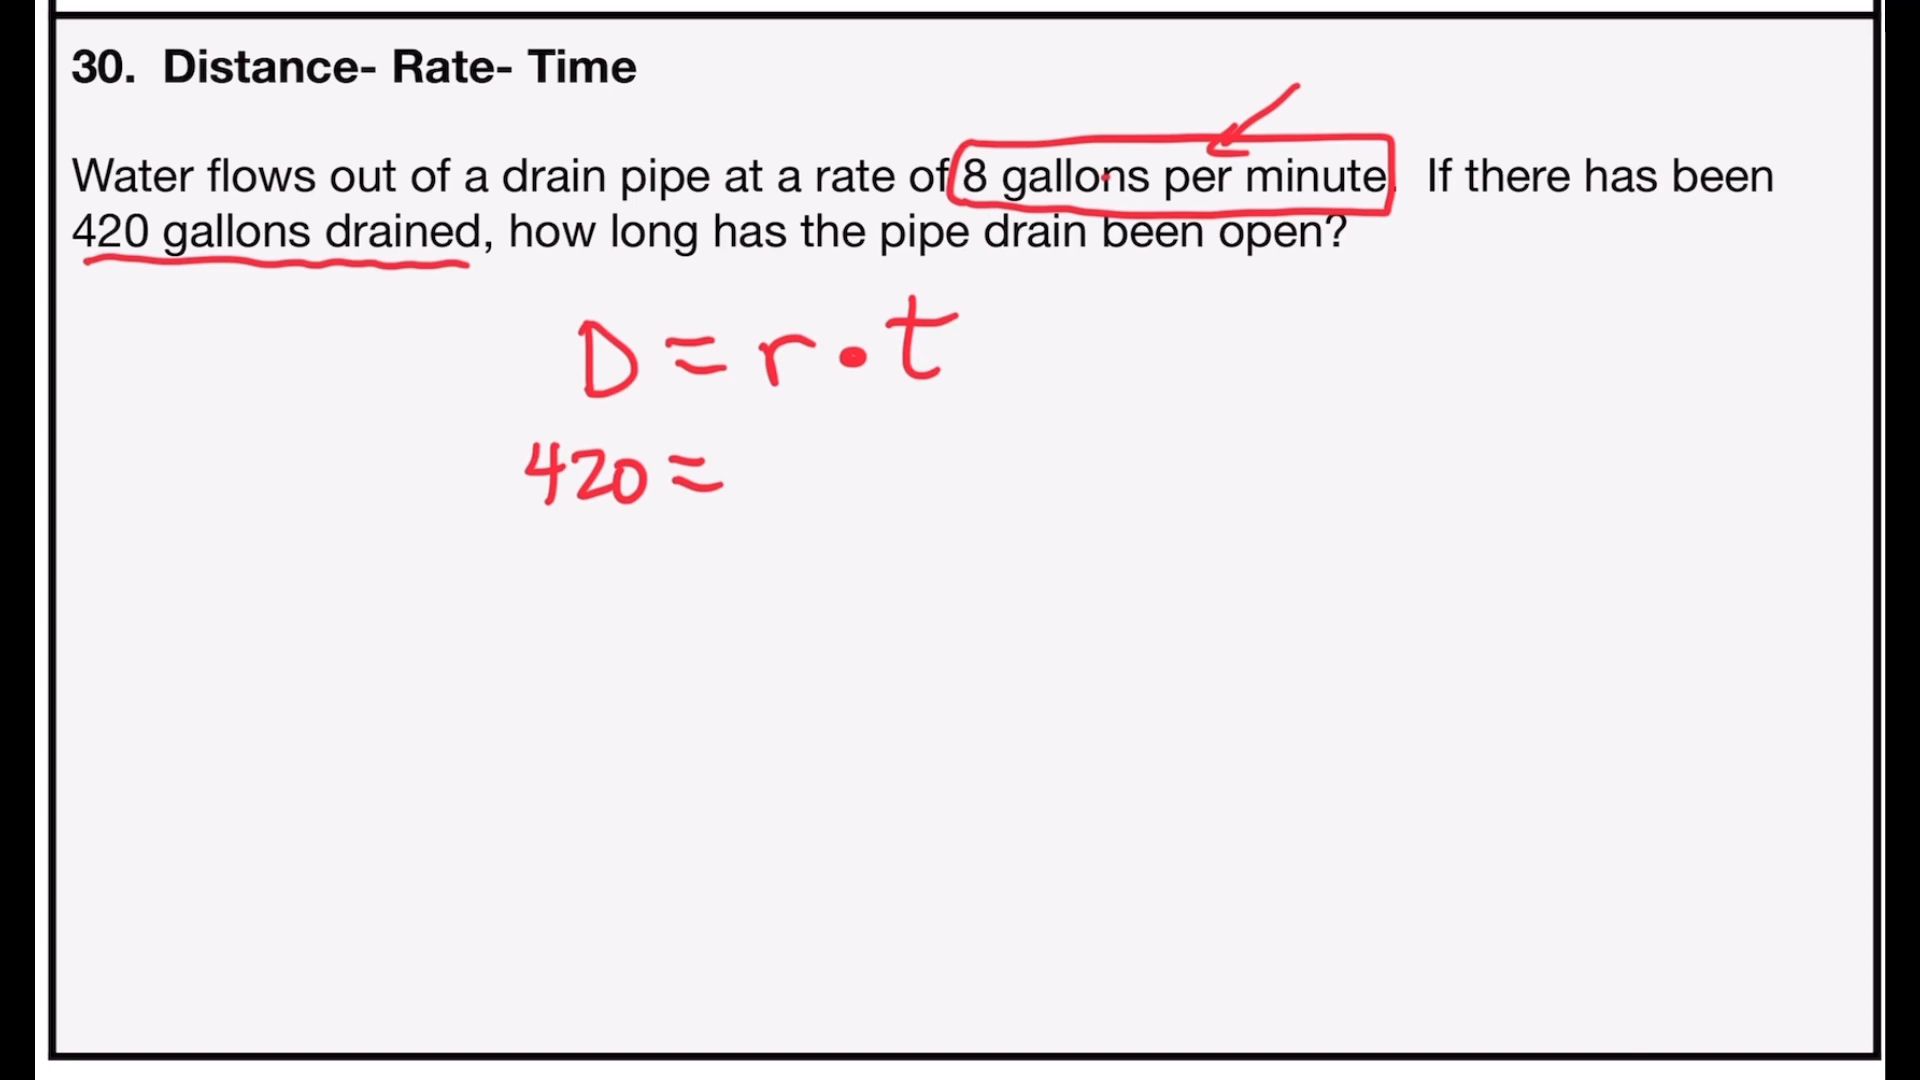 30. Distance- Rate- Time
Water flows out of a drain pipe at a rate of 8 gallons per minute. If there has been
420 gallons drained, how long has the pipe drain been open?
D = r • t
420 =